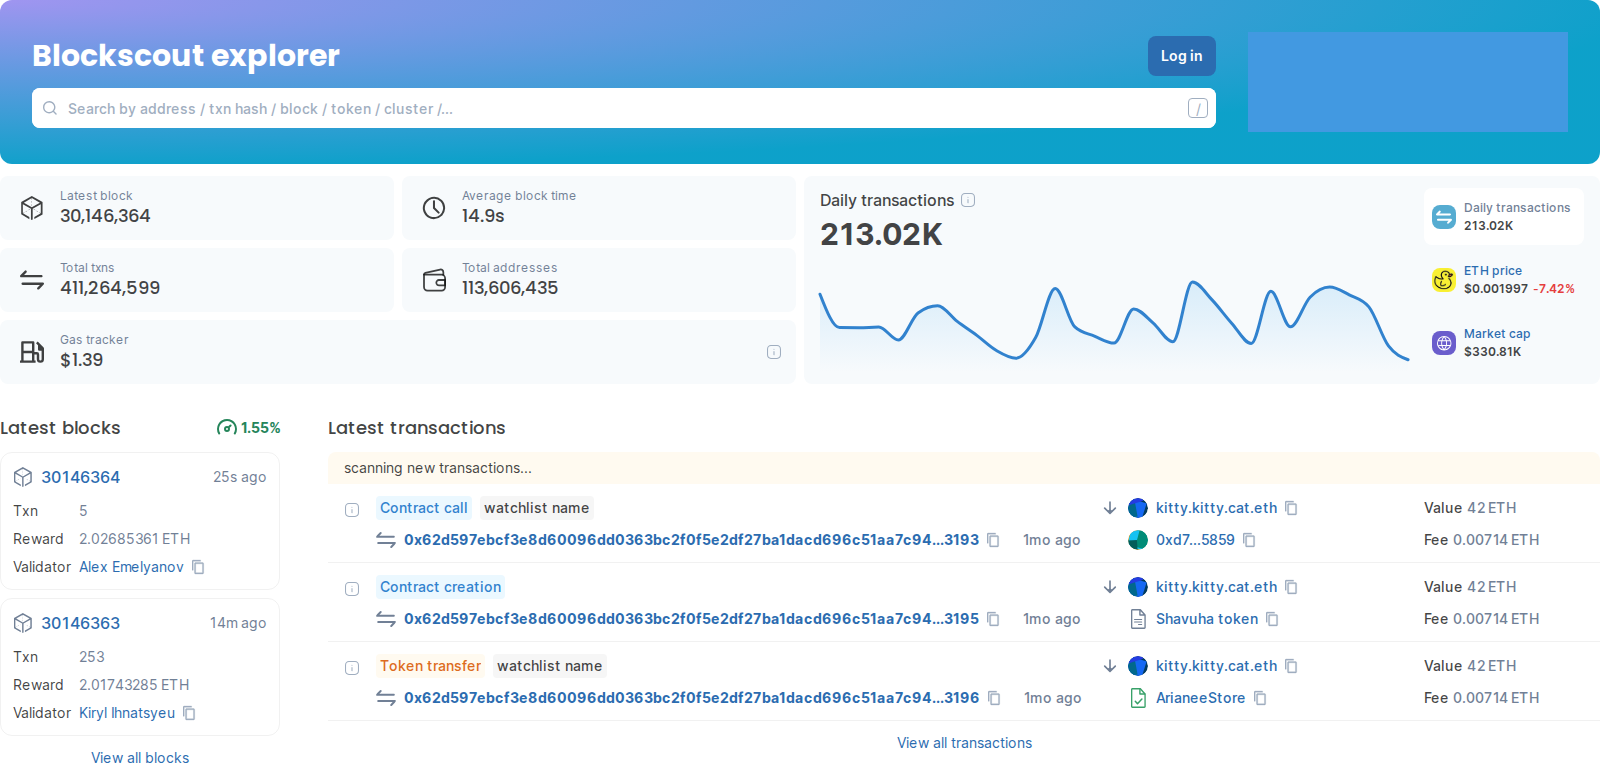 Blockscout explorer
Log in
Search by address / txn hash / block / token / cluster /...
/
Latest block
30,146,364
Average block time
14.9s
Total txns
411,264,599
Total addresses
113,606,435
Gas tracker
$1.39
Daily transactions
213.02K
Daily transactions
213.02K
ETH price
$0.001997 -7.42%
Market cap
$330.81K
Latest blocks
1.55%
30146364
25s ago
Txn 5
Reward 2.02685361 ETH
Validator Alex Emelyanov
30146363
14m ago
Txn 253
Reward 2.01743285 ETH
Validator Kiryl Ihnatsyeu
View all blocks
Latest transactions
scanning new transactions...
Contract call watchlist name
0x62d597ebcf3e8d60096dd0363bc2f0f5e2df27ba1dacd696c51aa7c94...3193 1mo ago
kitty.kitty.cat.eth
0xd7...5859
Value 42 ETH
Fee 0.00714 ETH
Contract creation
0x62d597ebcf3e8d60096dd0363bc2f0f5e2df27ba1dacd696c51aa7c94...3195 1mo ago
kitty.kitty.cat.eth
Shavuha token
Value 42 ETH
Fee 0.00714 ETH
Token transfer watchlist name
0x62d597ebcf3e8d60096dd0363bc2f0f5e2df27ba1dacd696c51aa7c94...3196 1mo ago
kitty.kitty.cat.eth
ArianeeStore
Value 42 ETH
Fee 0.00714 ETH
View all transactions